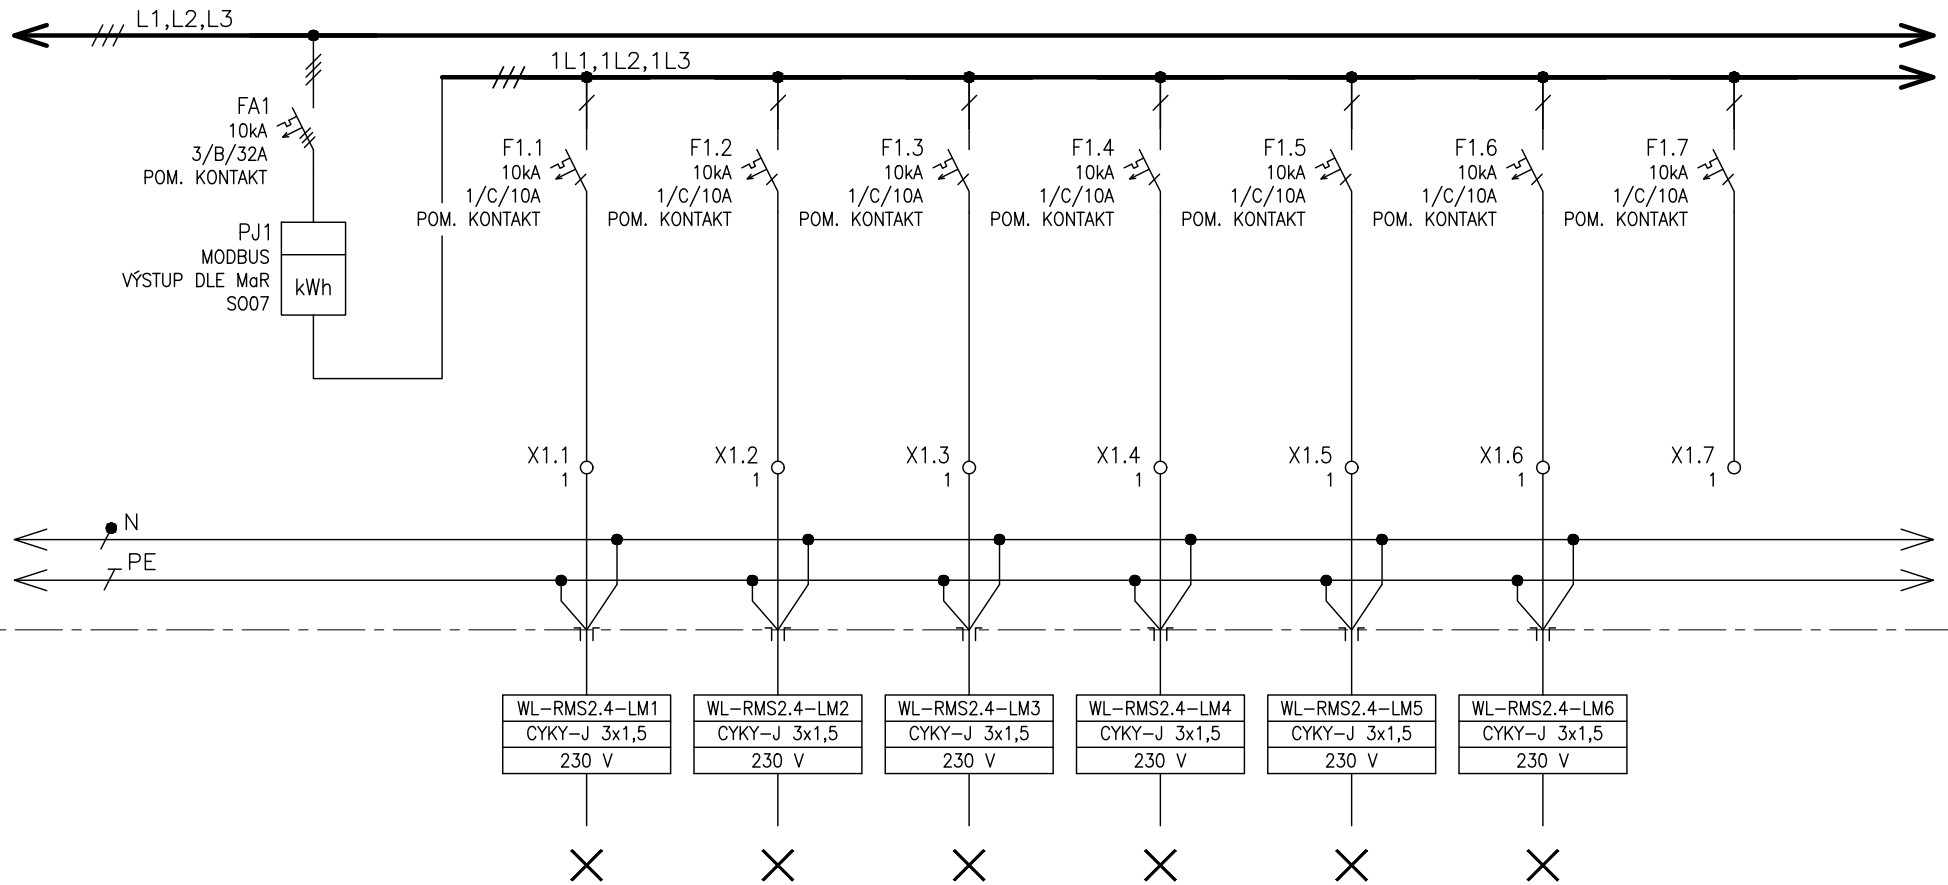 L1,L2,L3
1L1,1L2,1L3
FA1
10kA
3/B/32A
POM. KONTAKT
PJ1
MODBUS
VÝSTUP DLE MaR
SO07
kWh
F1.1
10kA
1/C/10A
POM. KONTAKT
F1.2
10kA
1/C/10A
POM. KONTAKT
F1.3
10kA
1/C/10A
POM. KONTAKT
F1.4
10kA
1/C/10A
POM. KONTAKT
F1.5
10kA
1/C/10A
POM. KONTAKT
F1.6
10kA
1/C/10A
POM. KONTAKT
F1.7
10kA
1/C/10A
POM. KONTAKT
X1.1
1
X1.2
1
X1.3
1
X1.4
1
X1.5
1
X1.6
1
X1.7
1
N
PE
WL-RMS2.4-LM1
CYKY-J 3x1,5
230 V
WL-RMS2.4-LM2
CYKY-J 3x1,5
230 V
WL-RMS2.4-LM3
CYKY-J 3x1,5
230 V
WL-RMS2.4-LM4
CYKY-J 3x1,5
230 V
WL-RMS2.4-LM5
CYKY-J 3x1,5
230 V
WL-RMS2.4-LM6
CYKY-J 3x1,5
230 V